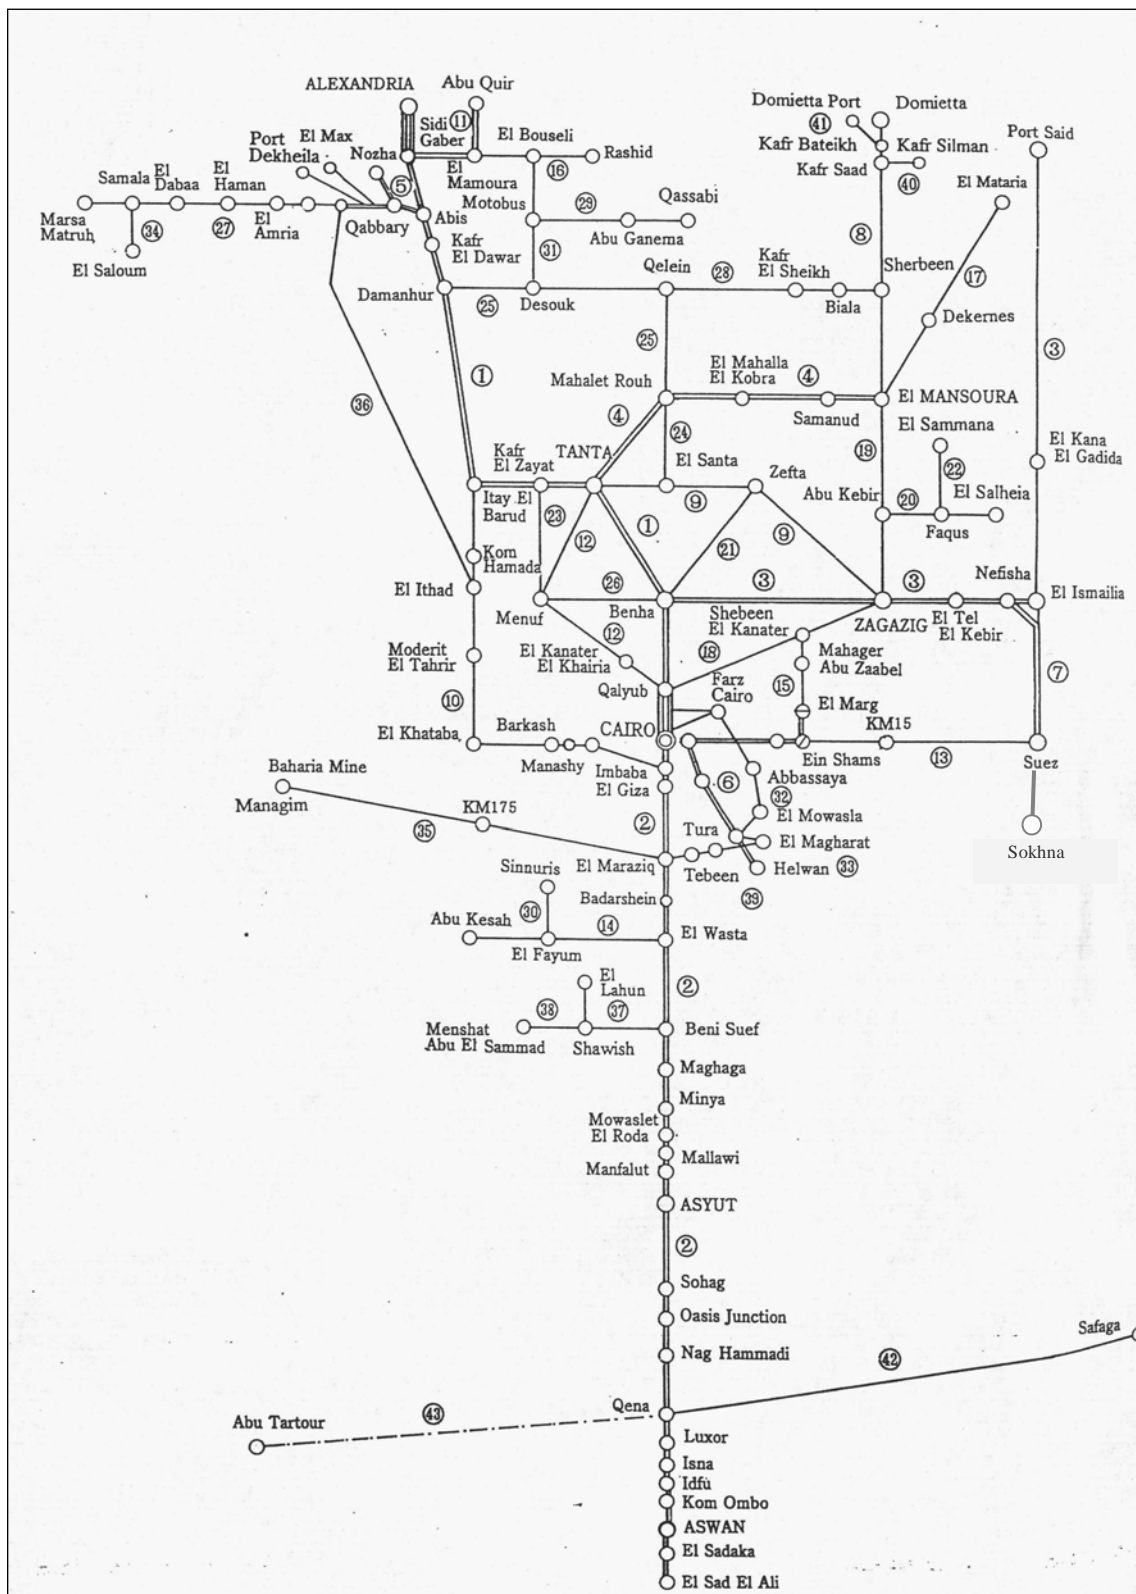 ALEXANDRIA
Abu Quir
Sidi
Gaber
11
El Bouseli
Rashid
16
El
Mamoura
Port
Dekheila
El Max
Nozha
5
Domietta Port
41
Domietta
Kafr Bateikh
Kafr Silman
Kafr Saad
40
Port Said
El Mataria
Samala
El
Dabaa
El
Haman
Marsa
Matruh
34
El Saloum
27
El
Amria
Qabbary
Abis
Kafr
El Dawar
Motobus
29
Qassabi
Abu Ganema
31
8
17
Damanhur
25
Desouk
Qelein
28
Kafr
El Sheikh
Biala
Sherbeen
Dekernes
3
36
1
25
Mahalet Rouh
El Mahalla
El Kobra
4
Samanud
El MANSOURA
El Sammana
4
24
19
22
El Kana
El Gadida
Kafr
El Zayat
TANTA
El Santa
Zefta
Abu Kebir
20
El Salheia
Faqus
Itay El
Barud
23
9
12
1
21
9
Kom
Hamada
26
3
3
Nefisha
El Ithad
Menuf
Benha
Shebeen
El Kanater
ZAGAZIG
El Tel
El Kebir
El Ismailia
12
Moderit
El Tahrir
El Kanater
El Khairia
18
Mahager
Abu Zaabel
7
10
Qalyub
Farz
Cairo
15
El Marg
El Khataba
Barkash
CAIRO
KM15
Manashy
Imbaba
El Giza
Ein Shams
13
Suez
Baharia Mine
Managim
6
Abbassaya
32
KM175
35
2
El Mowasla
Tura
El Magharat
Sokhna
El Maraziq
Tebeen
Helwan
33
39
Sinnuris
Badarshein
30
Abu Kesah
14
El Fayum
El Wasta
El
Lahun
2
38
37
Menshat
Abu El Sammad
Shawish
Beni Suef
Maghaga
Minya
Mowaslet
El Roda
Mallawi
Manfalut
ASYUT
2
Sohag
Oasis Junction
Safaga
Nag Hammadi
42
Qena
Abu Tartour
43
Luxor
Isna
Idfu
Kom Ombo
ASWAN
El Sadaka
El Sad El Ali